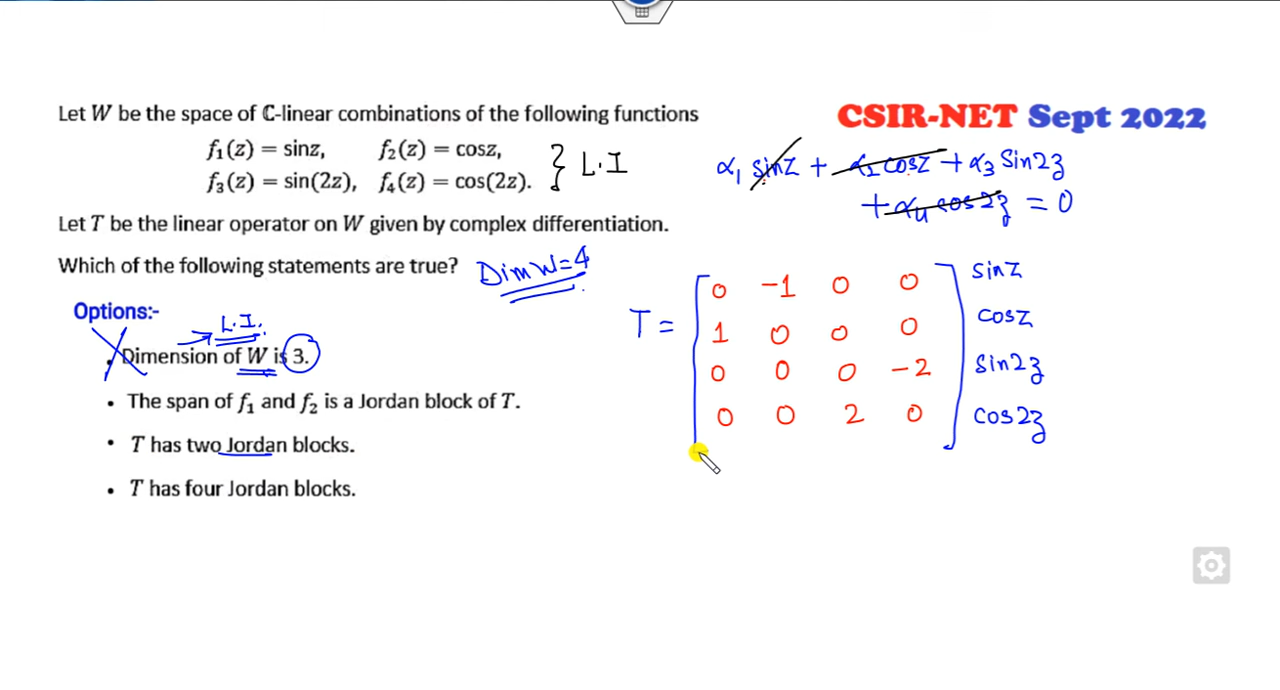 Let W be the space of ℂ-linear combinations of the following functions
CSIR-NET Sept 2022
f₁(z) = sinz, f₂(z) = cosz,
f₃(z) = sin(2z), f₄(z) = cos(2z).
} L.I
α₁ sinz + α₂ cosz + α₃ Sin2z
+ α₄ cos2z = 0
Let T be the linear operator on W given by complex differentiation.
Which of the following statements are true? Dim W=4
Options:-
L.I.
• Dimension of W is 3.
• The span of f₁ and f₂ is a Jordan block of T.
• T has two Jordan blocks.
• T has four Jordan blocks.
T =
0 -1 0 0 sinz
1 0 0 0 cosz
0 0 0 -2 sin2z
0 0 2 0 cos2z